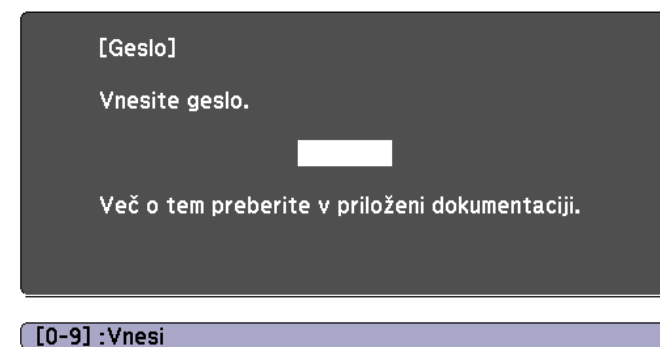 [Geslo]
Vnesite geslo.
Več o tem preberite v priloženi dokumentaciji.
[0-9] :Vnesi